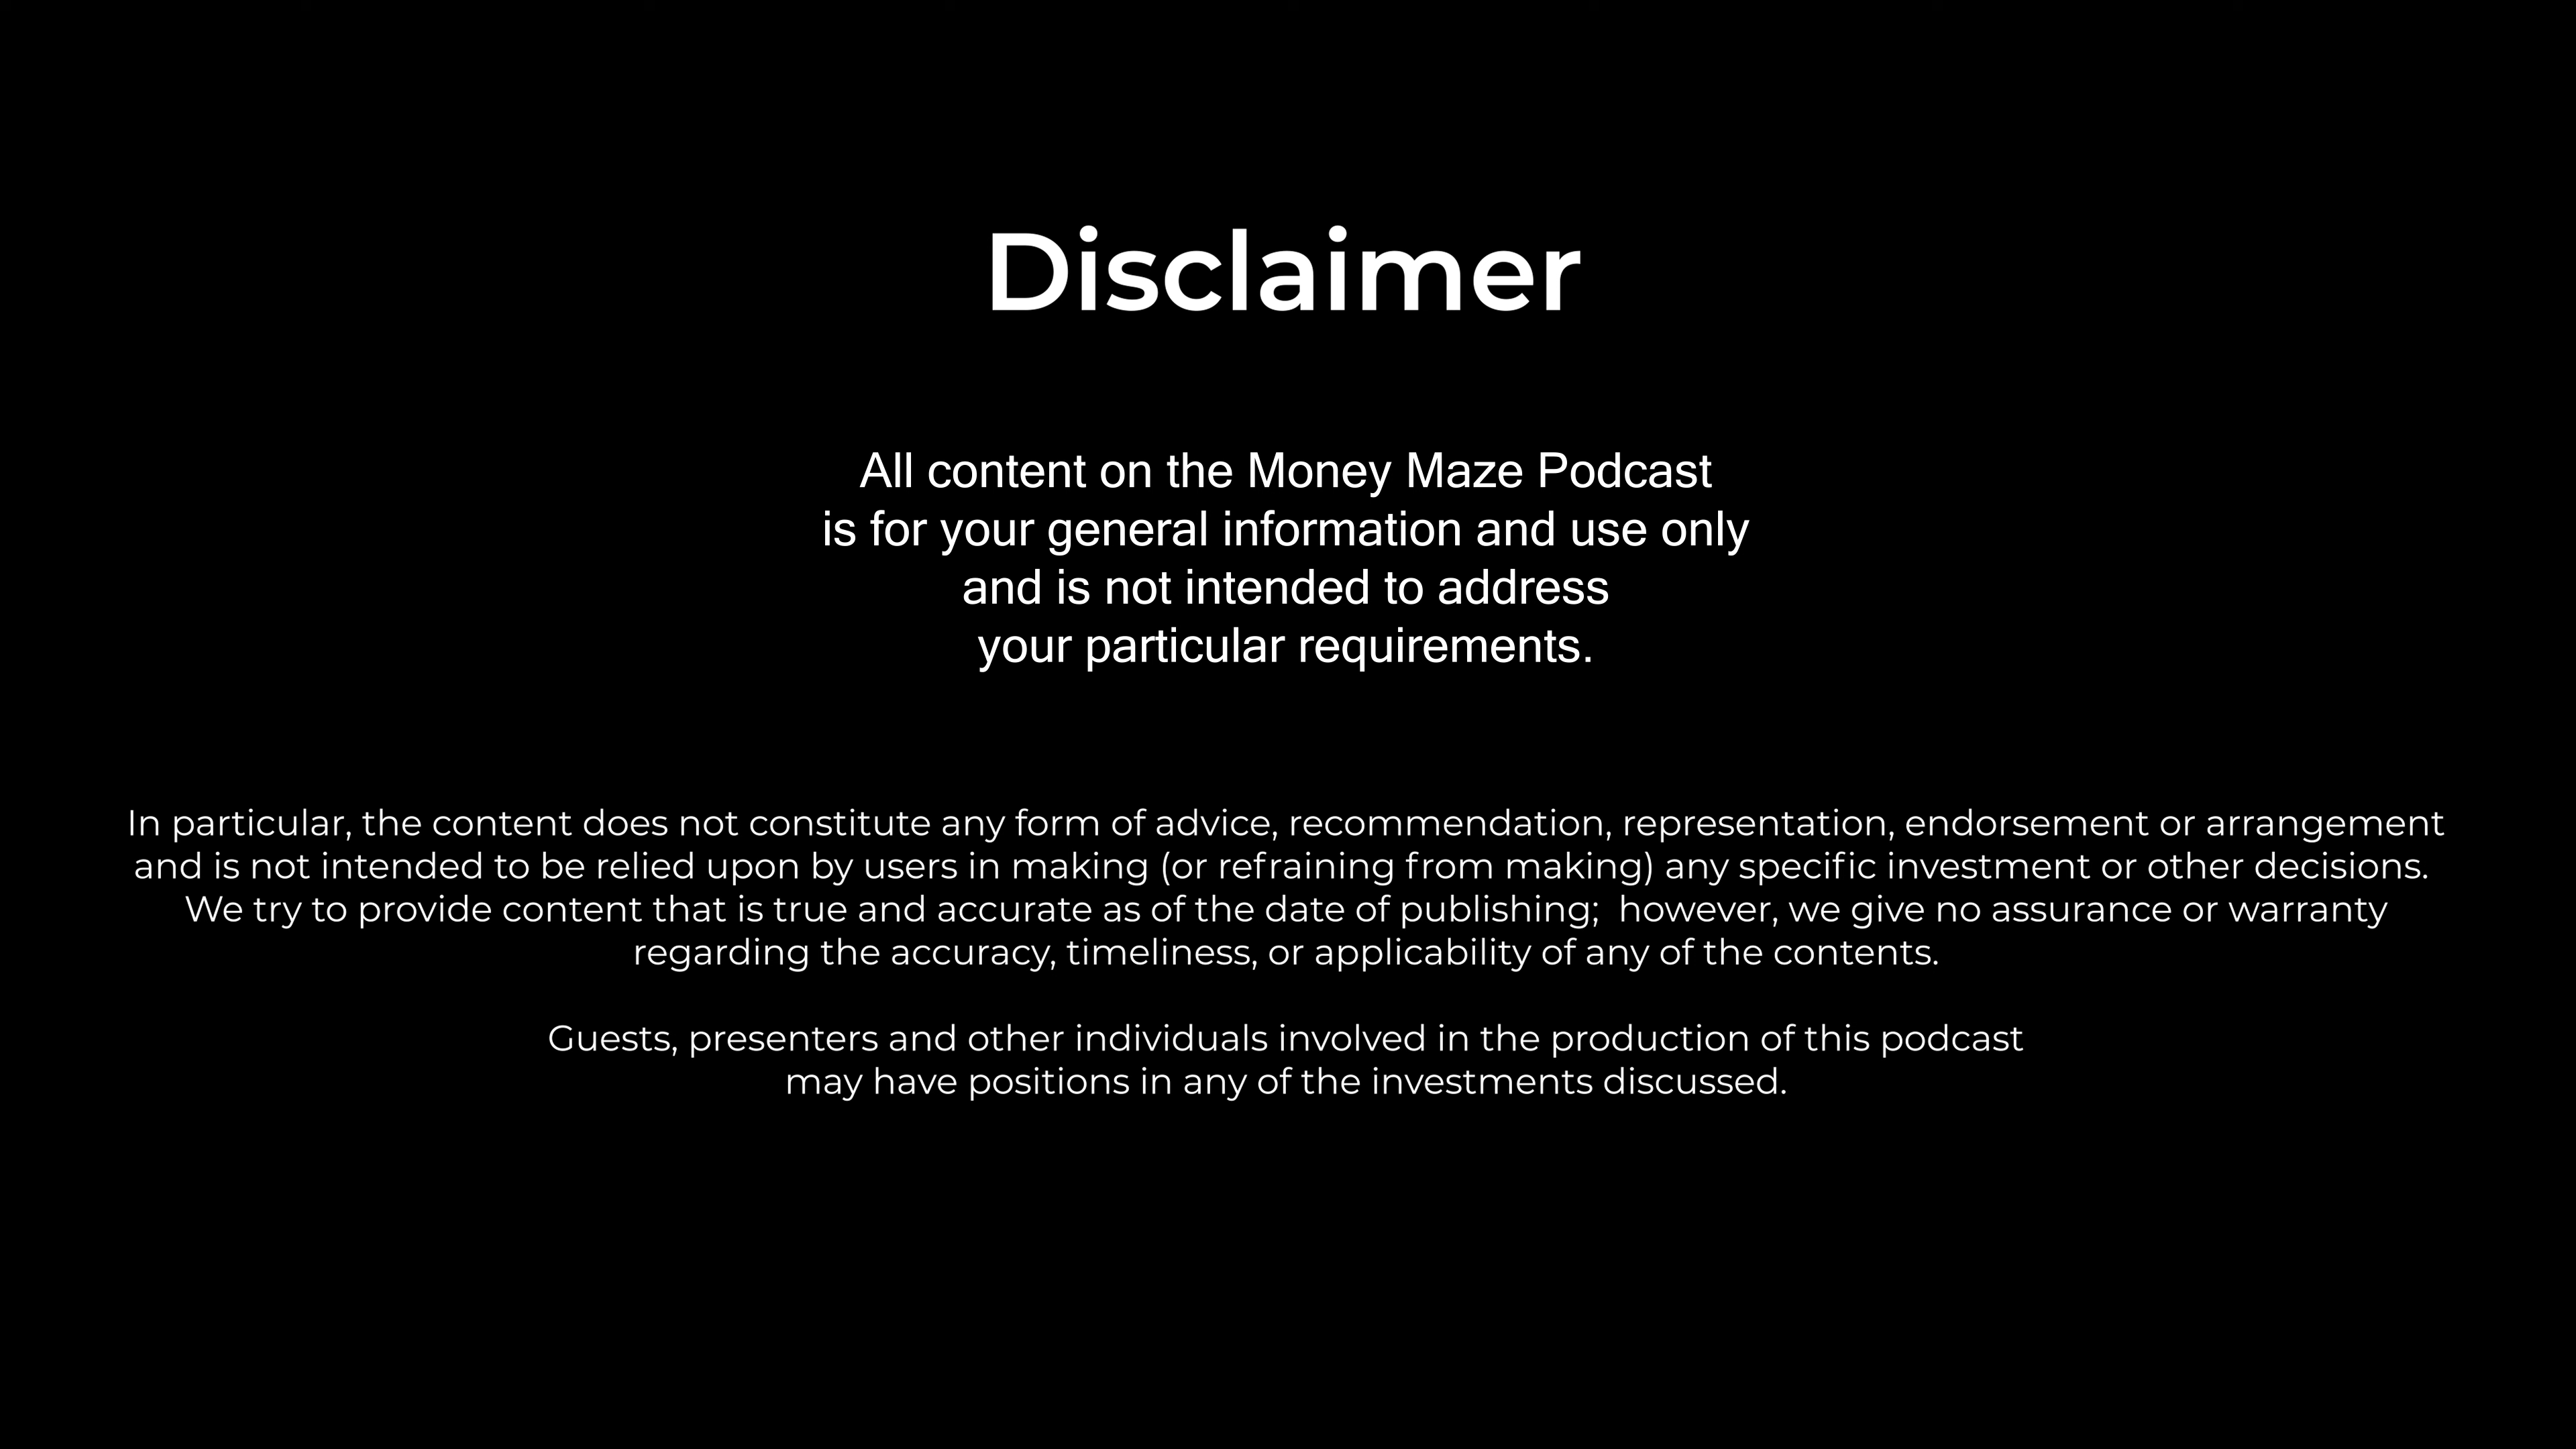 Disclaimer
All content on the Money Maze Podcast
is for your general information and use only
and is not intended to address
your particular requirements.
In particular, the content does not constitute any form of advice, recommendation, representation, endorsement or arrangement
and is not intended to be relied upon by users in making (or refraining from making) any specific investment or other decisions.
We try to provide content that is true and accurate as of the date of publishing;  however, we give no assurance or warranty
regarding the accuracy, timeliness, or applicability of any of the contents.
Guests, presenters and other individuals involved in the production of this podcast
may have positions in any of the investments discussed.